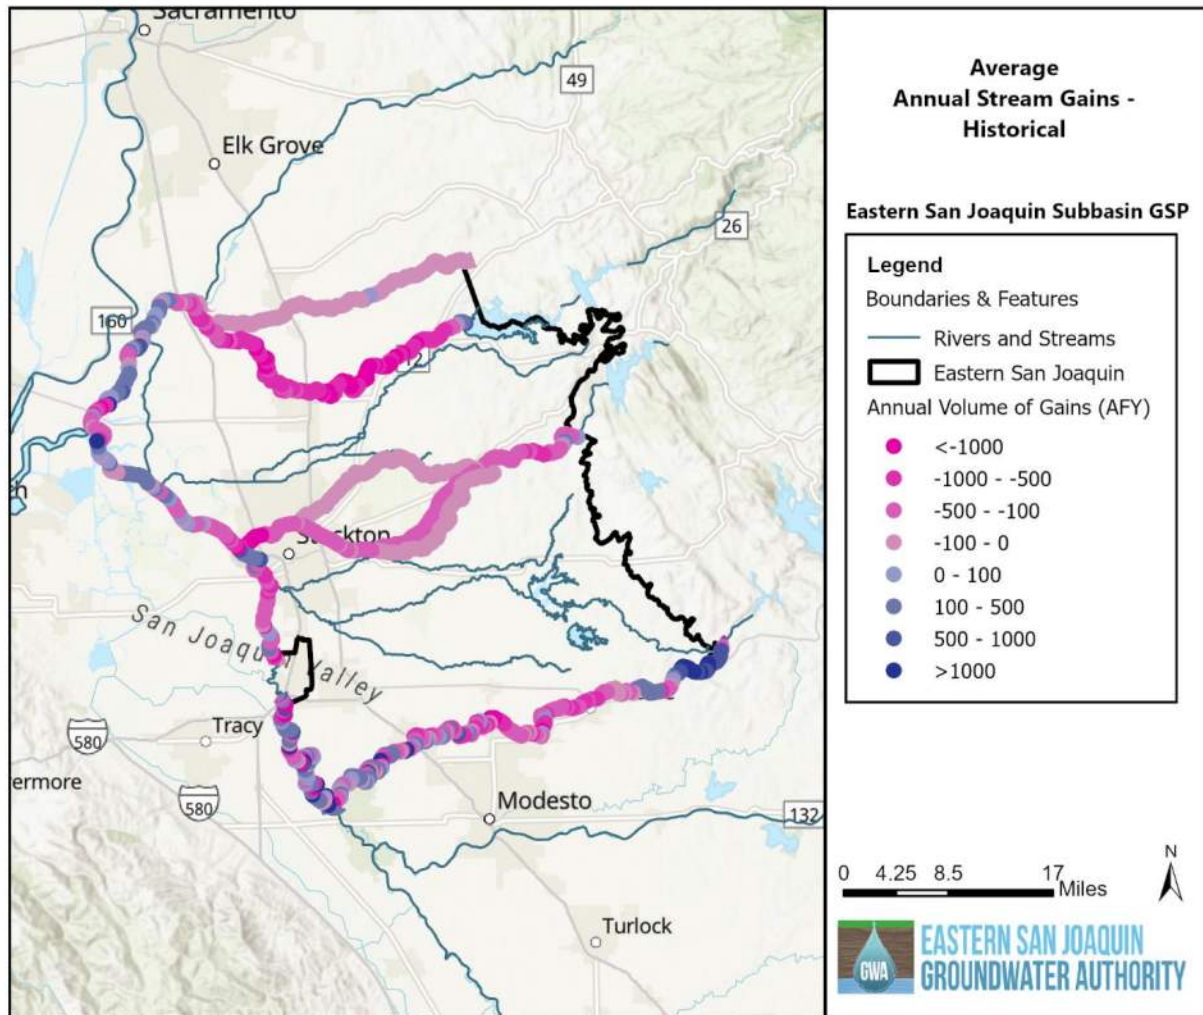 Sacramento
49
Elk Grove
26
160
12
Stockton
San Joaquin Valley
Tracy
580
ermore
580
Modesto
132
Turlock
Average
Annual Stream Gains -
Historical
Eastern San Joaquin Subbasin GSP
Legend
Boundaries & Features
Rivers and Streams
Eastern San Joaquin
Annual Volume of Gains (AFY)
<-1000
-1000 - -500
-500 - -100
-100 - 0
0 - 100
100 - 500
500 - 1000
>1000
N
0 4.25 8.5 17
Miles
GWA
EASTERN SAN JOAQUIN
GROUNDWATER AUTHORITY